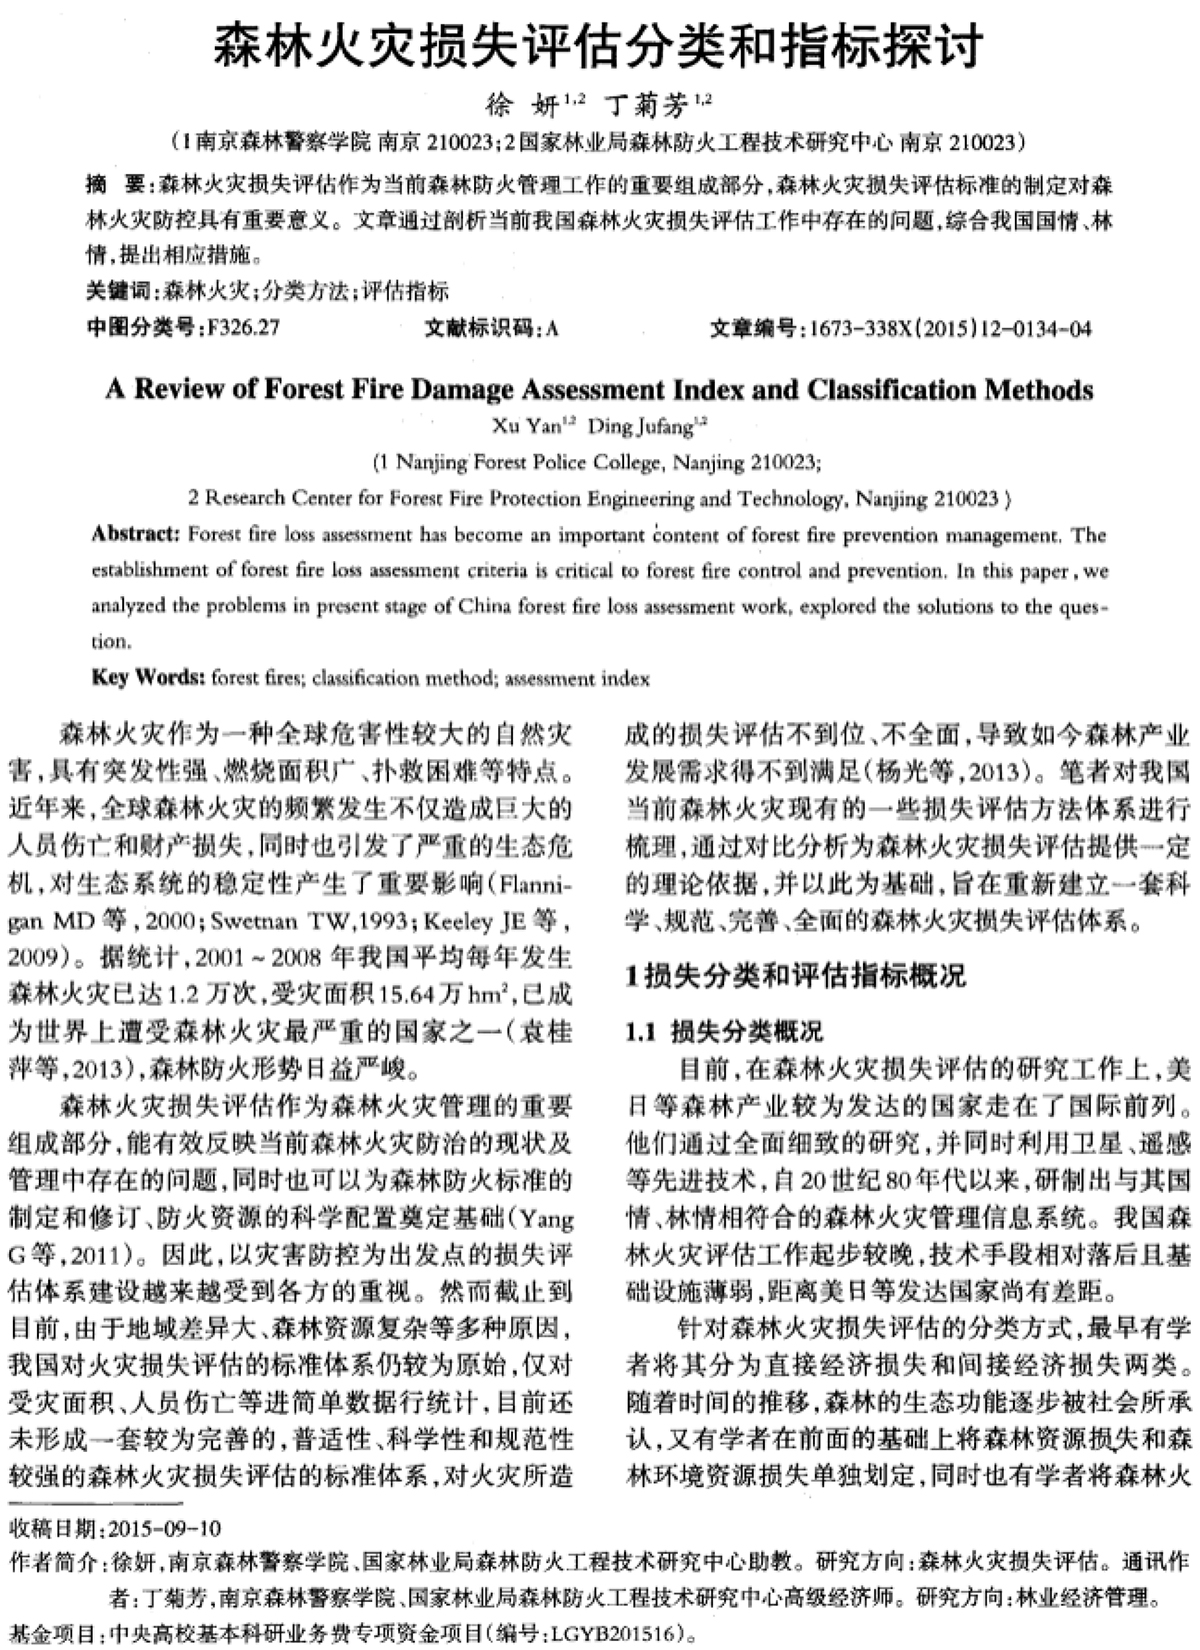 森林火灾损失评估分类和指标探讨
徐 妍1,2 丁菊芳1,2
(1南京森林警察学院 南京 210023;2国家林业局森林防火工程技术研究中心 南京 210023)
摘 要:森林火灾损失评估作为当前森林防火管理工作的重要组成部分,森林火灾损失评估标准的制定对森
林火灾防控具有重要意义。文章通过剖析当前我国森林火灾损失评估工作中存在的问题,综合我国国情、林
情,提出相应措施。
关键词:森林火灾;分类方法;评估指标
中图分类号:F326.27 文献标识码:A 文章编号:1673-338X(2015)12-0134-04
A Review of Forest Fire Damage Assessment Index and Classification Methods
Xu Yan1,2 Ding Jufang1,2
(1 Nanjing Forest Police College, Nanjing 210023;
2 Research Center for Forest Fire Protection Engineering and Technology, Nanjing 210023 )
Abstract: Forest fire loss assessment has become an important content of forest fire prevention management. The
establishment of forest fire loss assessment criteria is critical to forest fire control and prevention. In this paper, we
analyzed the problems in present stage of China forest fire loss assessment work, explored the solutions to the ques-
tion.
Key Words: forest fires; classification method; assessment index
森林火灾作为一种全球危害性较大的自然灾
害,具有突发性强、燃烧面积广、扑救困难等特点。
近年来,全球森林火灾的频繁发生不仅造成巨大的
人员伤亡和财产损失,同时也引发了严重的生态危
机,对生态系统的稳定性产生了重要影响(Flanni-
gan MD 等,2000;Swetnan TW,1993;Keeley JE 等,
2009)。据统计,2001~2008 年我国平均每年发生
森林火灾已达1.2 万次,受灾面积15.64万hm²,已成
为世界上遭受森林火灾最严重的国家之一(袁桂
萍等,2013),森林防火形势日益严峻。
森林火灾损失评估作为森林火灾管理的重要
组成部分,能有效反映当前森林火灾防治的现状及
管理中存在的问题,同时也可以为森林防火标准的
制定和修订、防火资源的科学配置奠定基础(Yang
G等,2011)。因此,以灾害防控为出发点的损失评
估体系建设越来越受到各方的重视。然而截止到
目前,由于地域差异大、森林资源复杂等多种原因,
我国对火灾损失评估的标准体系仍较为原始,仅对
受灾面积、人员伤亡等进简单数据行统计,目前还
未形成一套较为完善的,普适性、科学性和规范性
较强的森林火灾损失评估的标准体系,对火灾所造
成的损失评估不到位、不全面,导致如今森林产业
发展需求得不到满足(杨光等,2013)。笔者对我国
当前森林火灾现有的一些损失评估方法体系进行
梳理,通过对比分析为森林火灾损失评估提供一定
的理论依据,并以此为基础,旨在重新建立一套科
学、规范、完善、全面的森林火灾损失评估体系。
1损失分类和评估指标概况
1.1 损失分类概况
目前,在森林火灾损失评估的研究工作上,美
日等森林产业较为发达的国家走在了国际前列。
他们通过全面细致的研究,并同时利用卫星、遥感
等先进技术,自20世纪80年代以来,研制出与其国
情、林情相符合的森林火灾管理信息系统。我国森
林火灾评估工作起步较晚,技术手段相对落后且基
础设施薄弱,距离美日等发达国家尚有差距。
针对森林火灾损失评估的分类方式,最早有学
者将其分为直接经济损失和间接经济损失两类。
随着时间的推移,森林的生态功能逐步被社会所承
认,又有学者在前面的基础上将森林资源损失和森
林环境资源损失单独划定,同时也有学者将森林火
收稿日期:2015-09-10
作者简介:徐妍,南京森林警察学院、国家林业局森林防火工程技术研究中心助教。研究方向:森林火灾损失评估。通讯作
者:丁菊芳,南京森林警察学院、国家林业局森林防火工程技术研究中心高级经济师。研究方向:林业经济管理。
基金项目:中央高校基本科研业务费专项资金项目(编号:LGYB201516)。